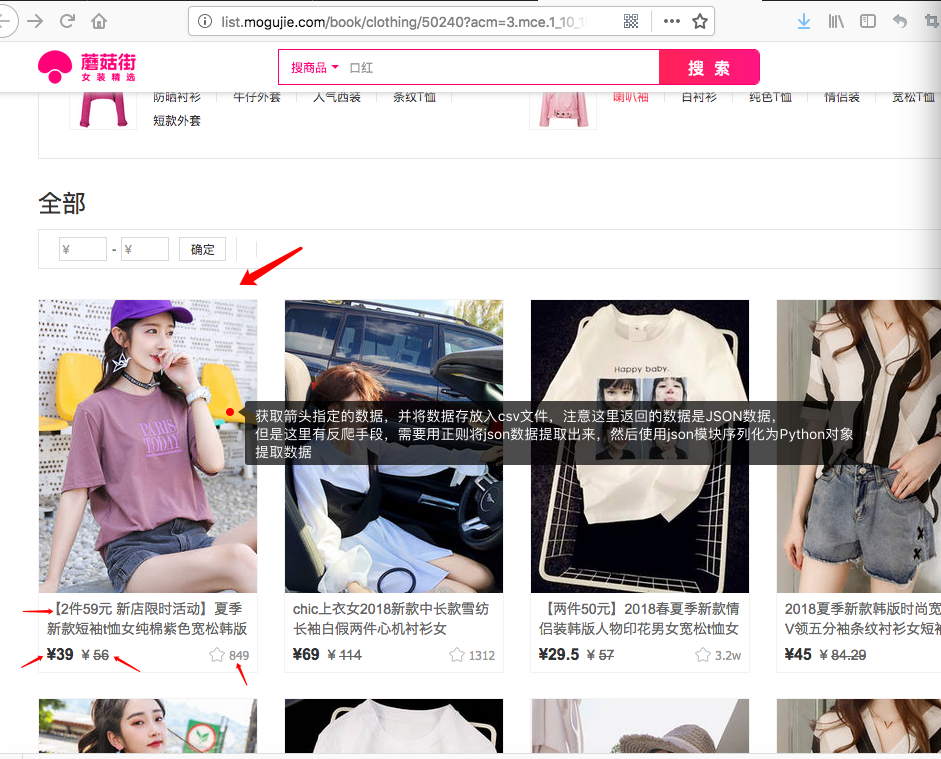 list.mogujie.com/book/clothing/50240?acm=3.mce.1_10_1
蘑菇街
女装精选
搜商品 口红 搜 索
防晒衬衫 牛仔外套 人气西装 条纹T恤 喇叭袖 白衬衫 纯色T恤 情侣装 宽松T恤
短款外套
全部
¥ - ¥ 确定
Happy baby.
PARIS
TODAY
获取箭头指定的数据，并将数据存放入csv文件，注意这里返回的数据是JSON数据，
但是这里有反爬手段，需要用正则将json数据提取出来，然后使用json模块序列化为Python对象
提取数据
【2件59元 新店限时活动】夏季
新款短袖t恤女纯棉紫色宽松韩版
¥39 ¥ 56 849
chic上衣女2018新款中长款雪纺
长袖白假两件心机衬衫女
¥69 ¥ 114 1312
【两件50元】2018春夏季新款情
侣装韩版人物印花男女宽松t恤女
¥29.5 ¥ 57 3.2w
2018夏季新款韩版时尚宽
V领五分袖条纹衬衫女短
¥45 ¥ 84.29